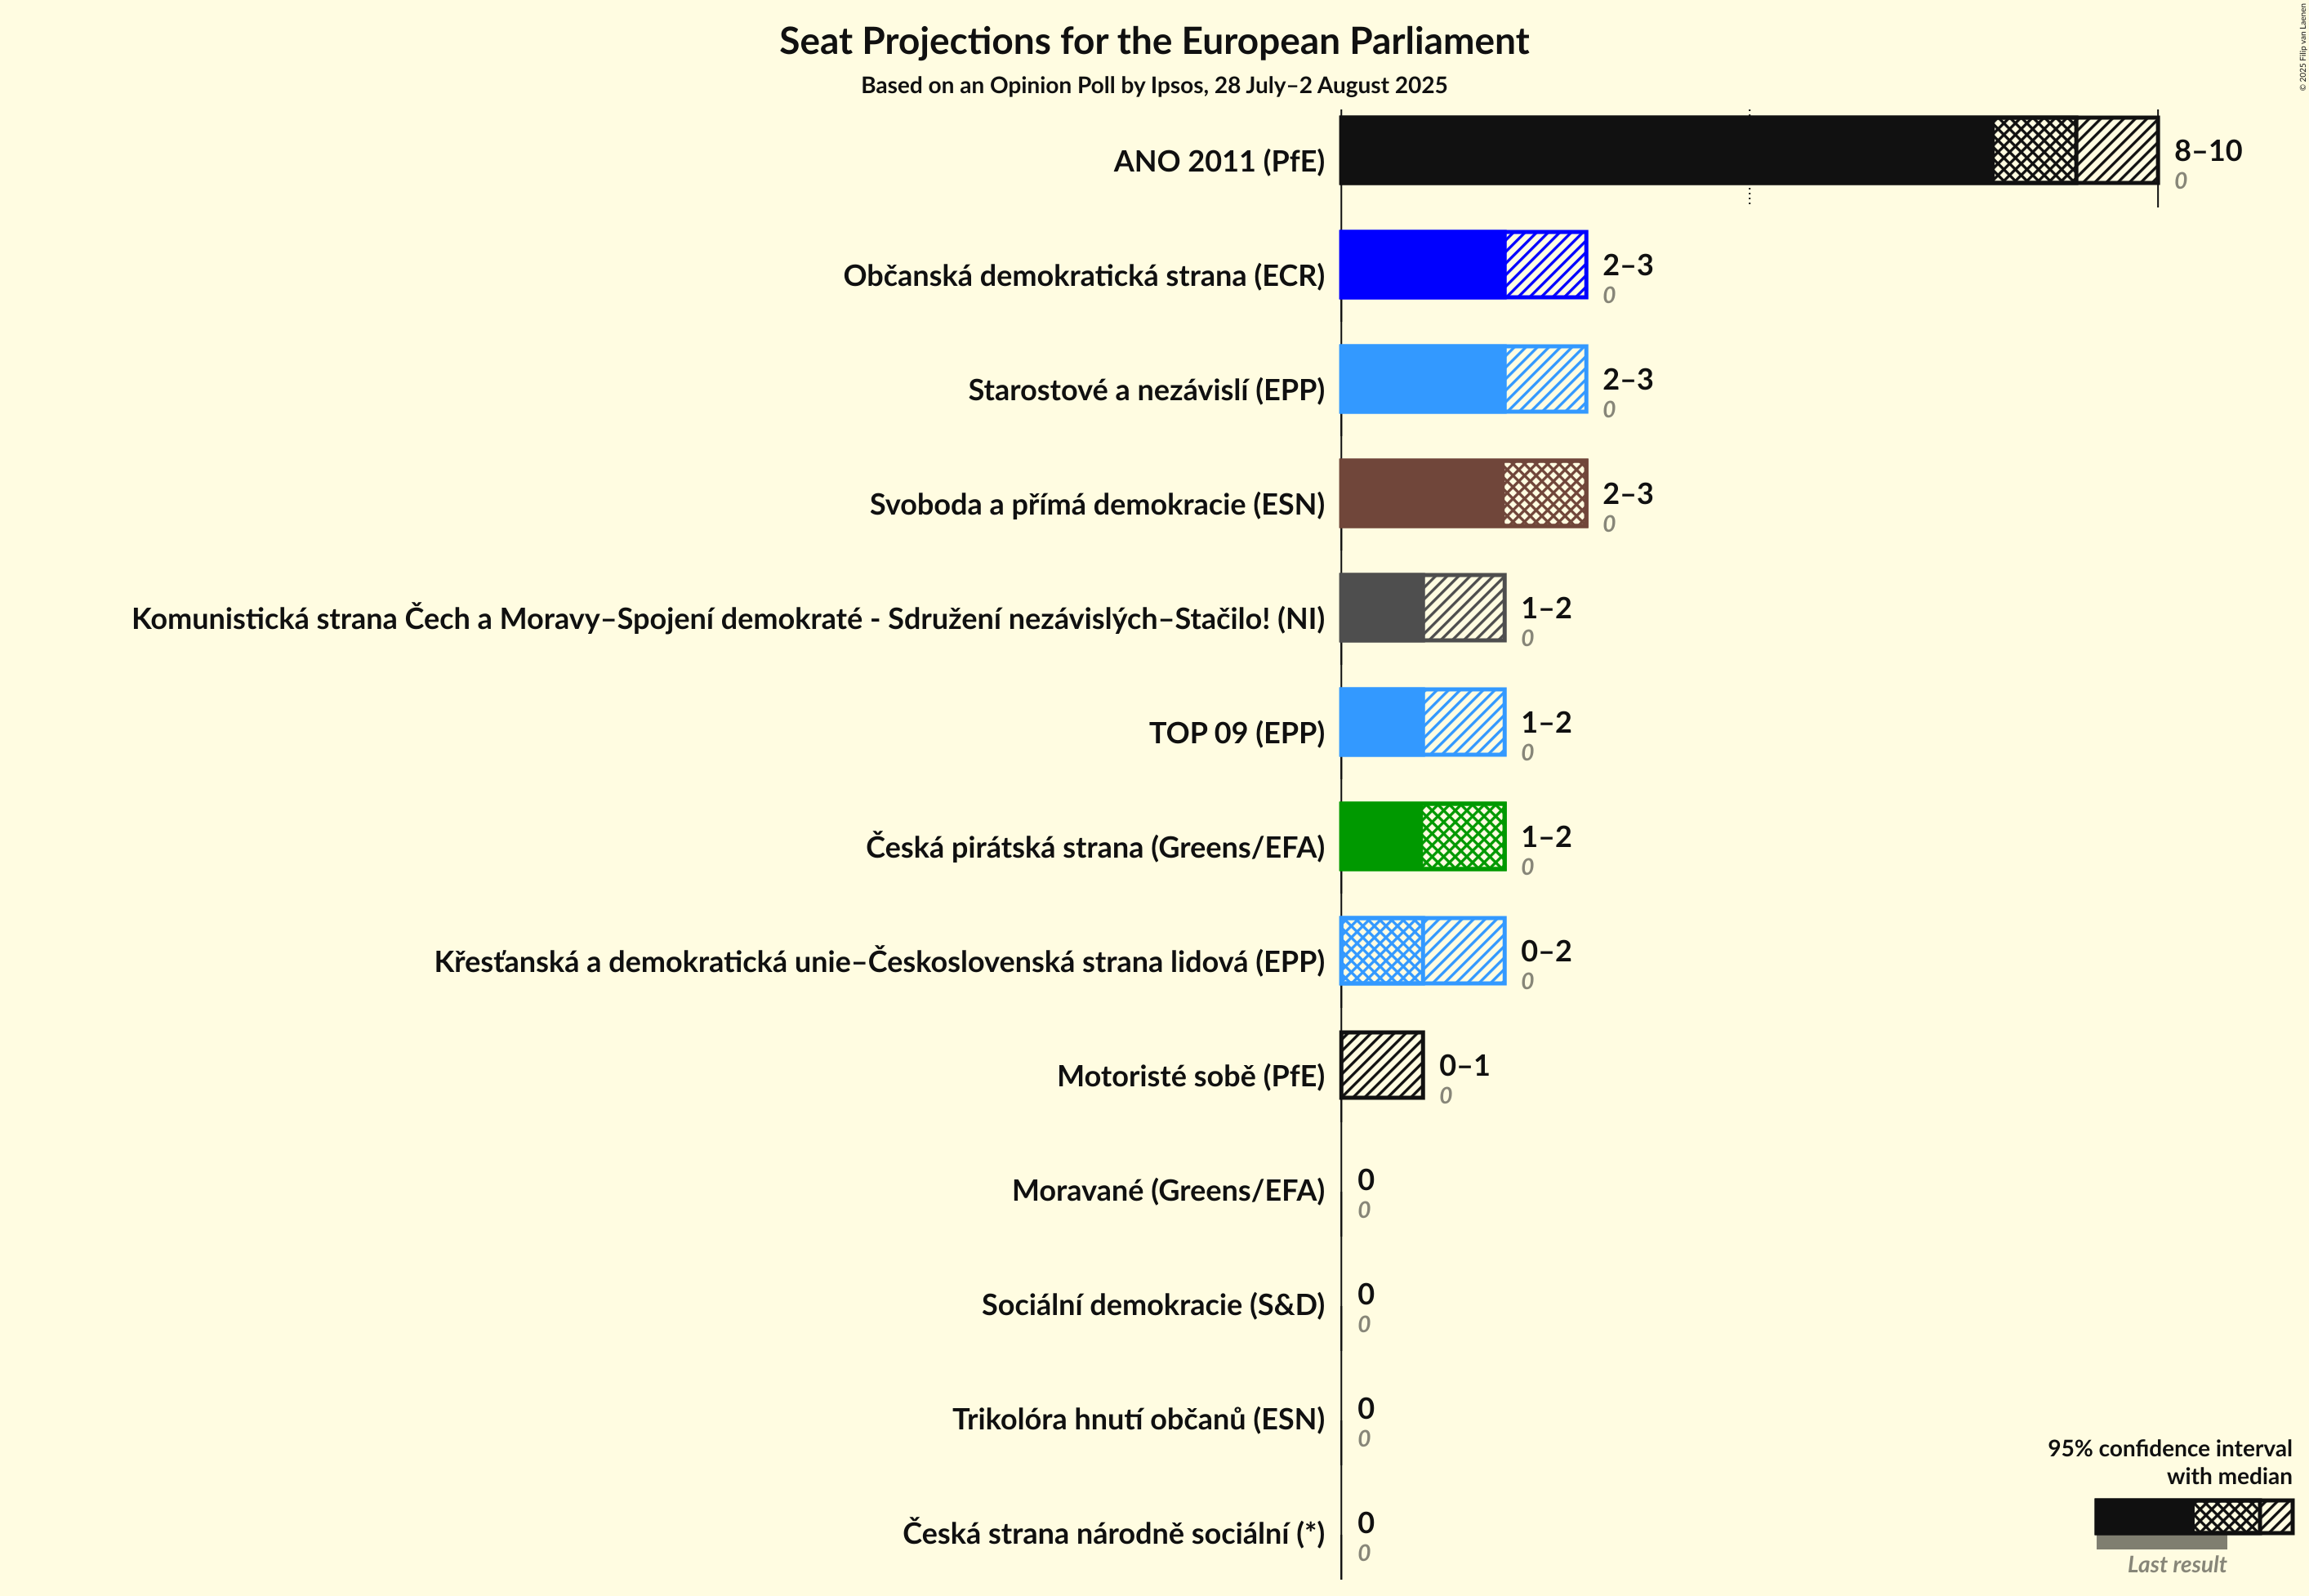 Seat Projections for the European Parliament
Based on an Opinion Poll by Ipsos, 28 July–2 August 2025
© 2025 Filip van Laenen
ANO 2011 (PfE)
8–10
0
Občanská demokratická strana (ECR)
2–3
0
Starostové a nezávislí (EPP)
2–3
0
Svoboda a přímá demokracie (ESN)
2–3
0
Komunistická strana Čech a Moravy–Spojení demokraté - Sdružení nezávislých–Stačilo! (NI)
1–2
0
TOP 09 (EPP)
1–2
0
Česká pirátská strana (Greens/EFA)
1–2
0
Křesťanská a demokratická unie–Československá strana lidová (EPP)
0–2
0
Motoristé sobě (PfE)
0–1
0
Moravané (Greens/EFA)
0
0
Sociální demokracie (S&D)
0
0
Trikolóra hnutí občanů (ESN)
0
0
Česká strana národně sociální (*)
0
0
95% confidence interval
with median
Last result